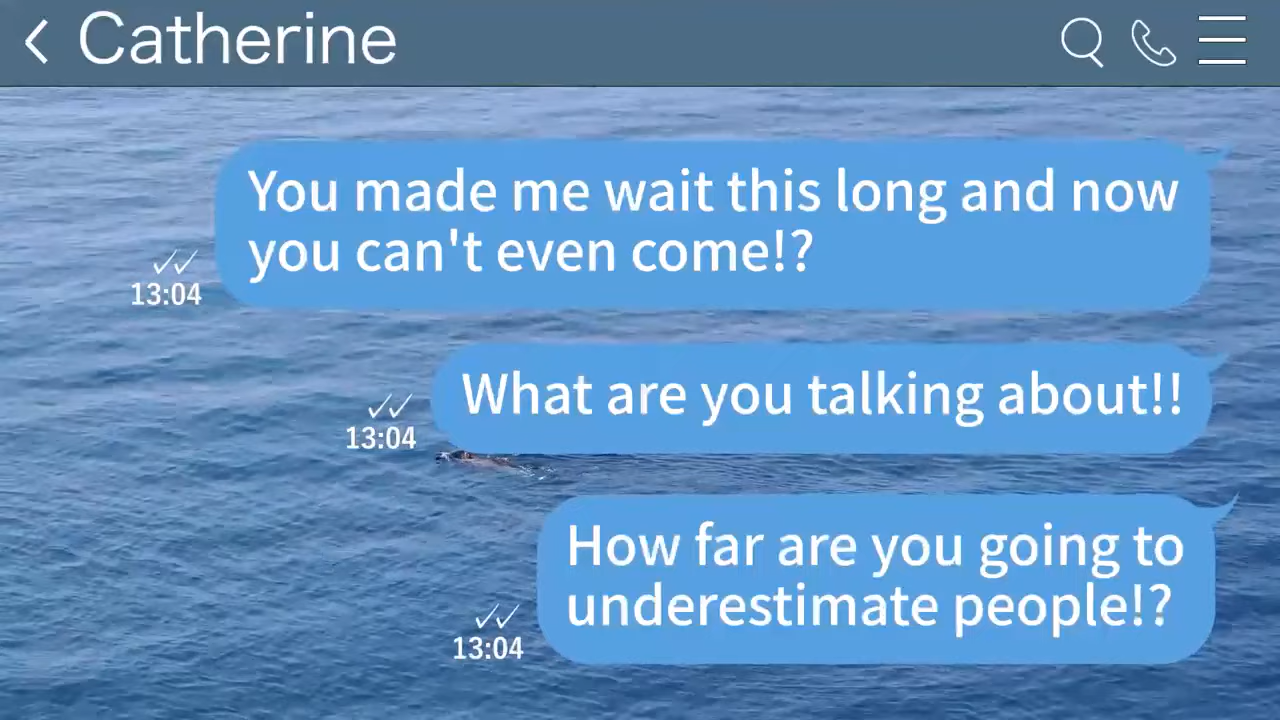 Catherine
You made me wait this long and now
you can't even come!?
13:04
What are you talking about!!
13:04
How far are you going to
underestimate people!?
13:04